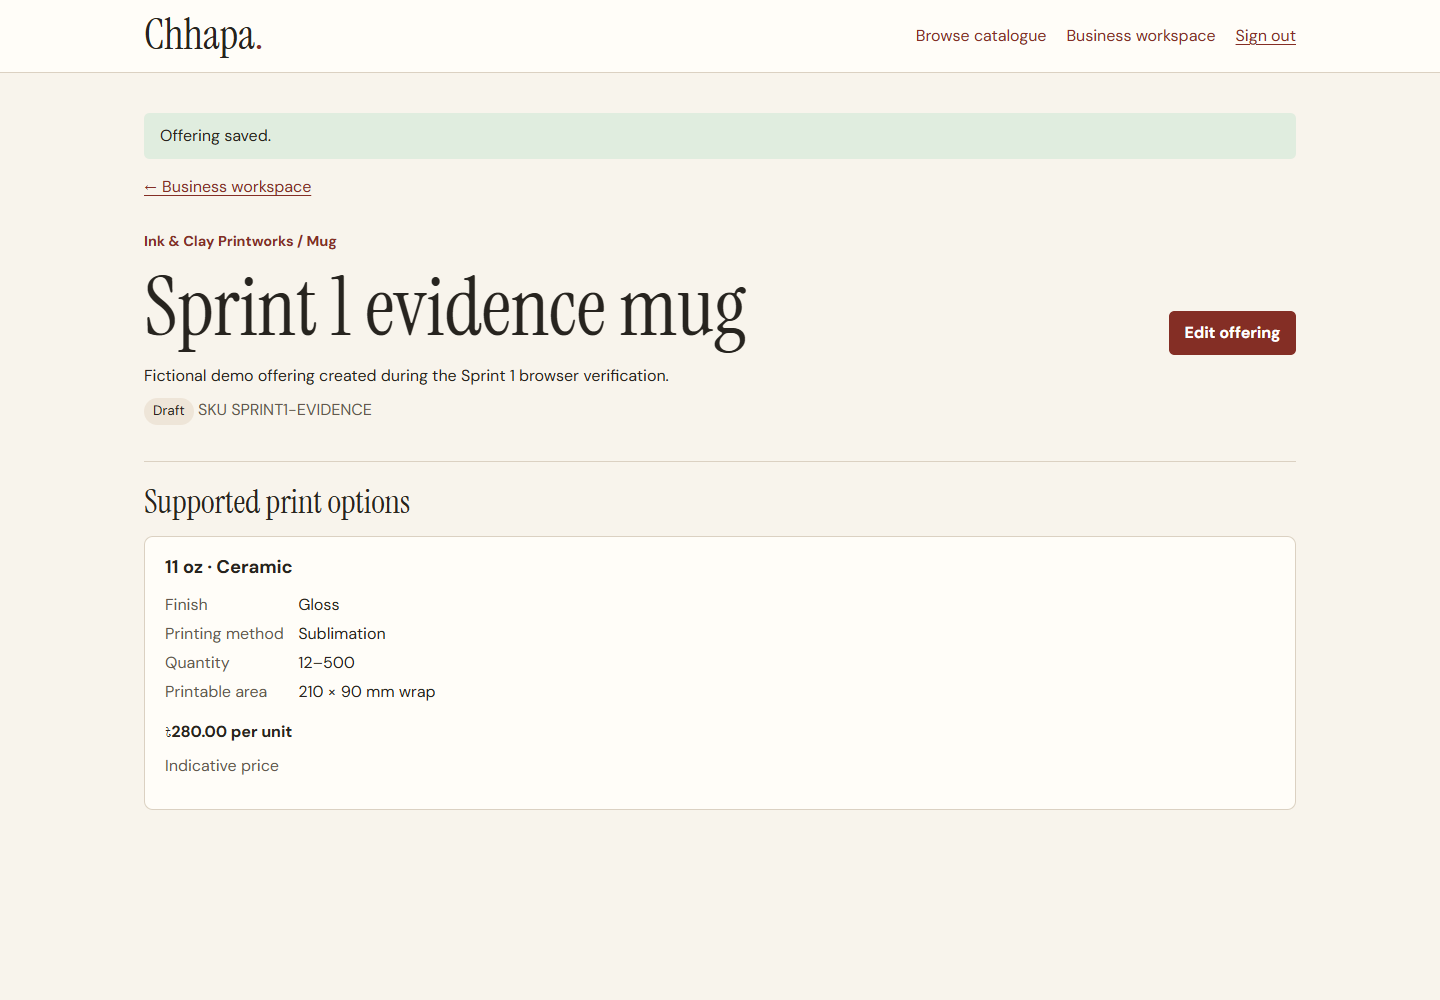 Chhapa.
Browse catalogue Business workspace Sign out
Offering saved.
← Business workspace
Ink & Clay Printworks / Mug
Sprint 1 evidence mug
Edit offering
Fictional demo offering created during the Sprint 1 browser verification.
Draft SKU SPRINT1-EVIDENCE
Supported print options
11 oz · Ceramic
Finish Gloss
Printing method Sublimation
Quantity 12–500
Printable area 210 × 90 mm wrap
৳280.00 per unit
Indicative price